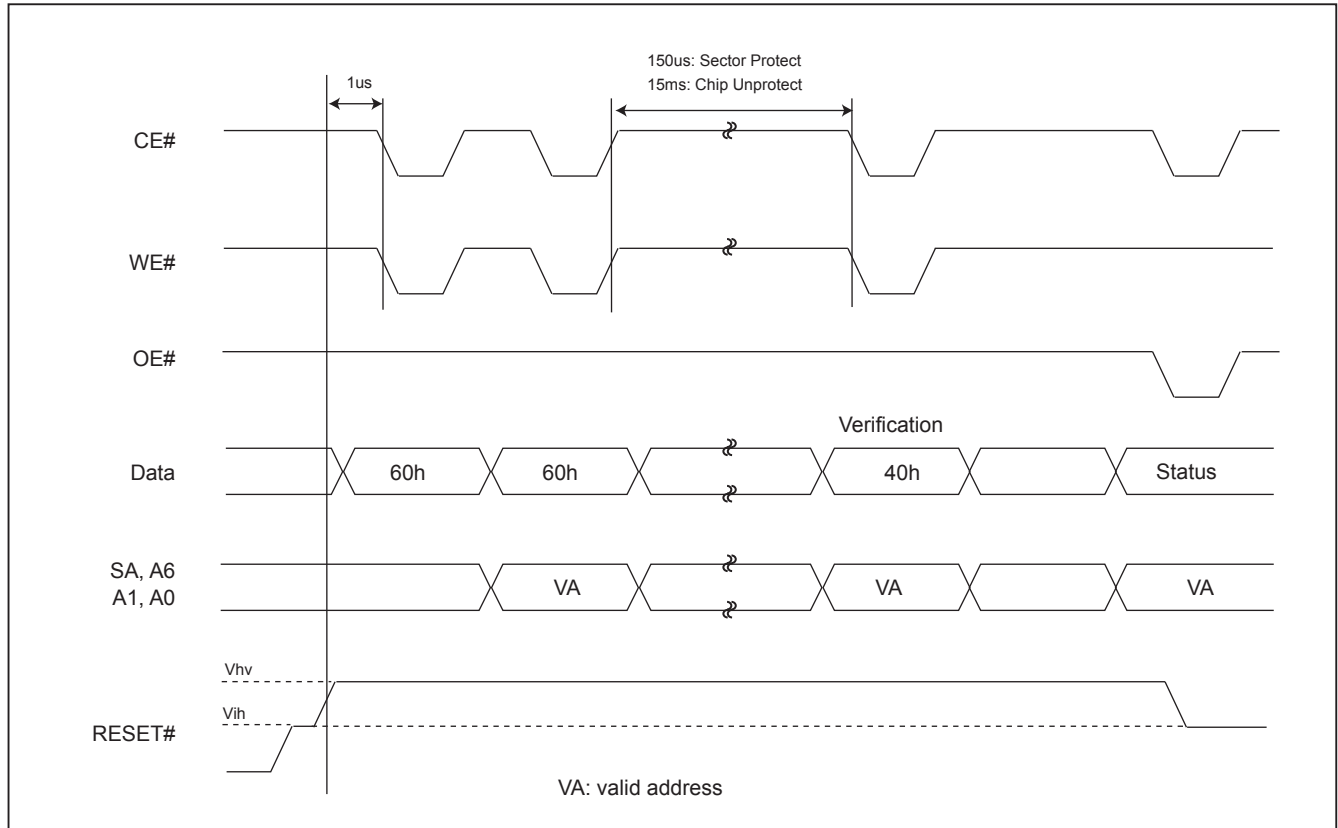 150us: Sector Protect
15ms: Chip Unprotect
1us
CE#
WE#
OE#
Verification
Data
60h
60h
40h
Status
SA, A6
A1, A0
VA
VA
VA
Vhv
Vih
RESET#
VA: valid address